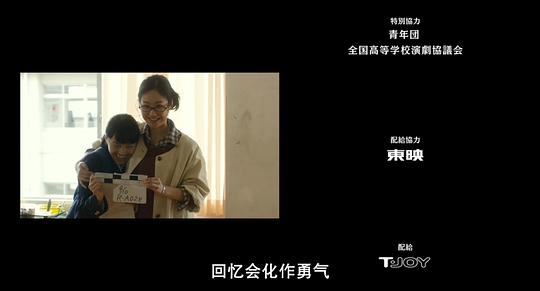 特別協力
青年団
全国高等学校演劇協議会
配給協力
東映
配給
T-JOY
回忆会化作勇气